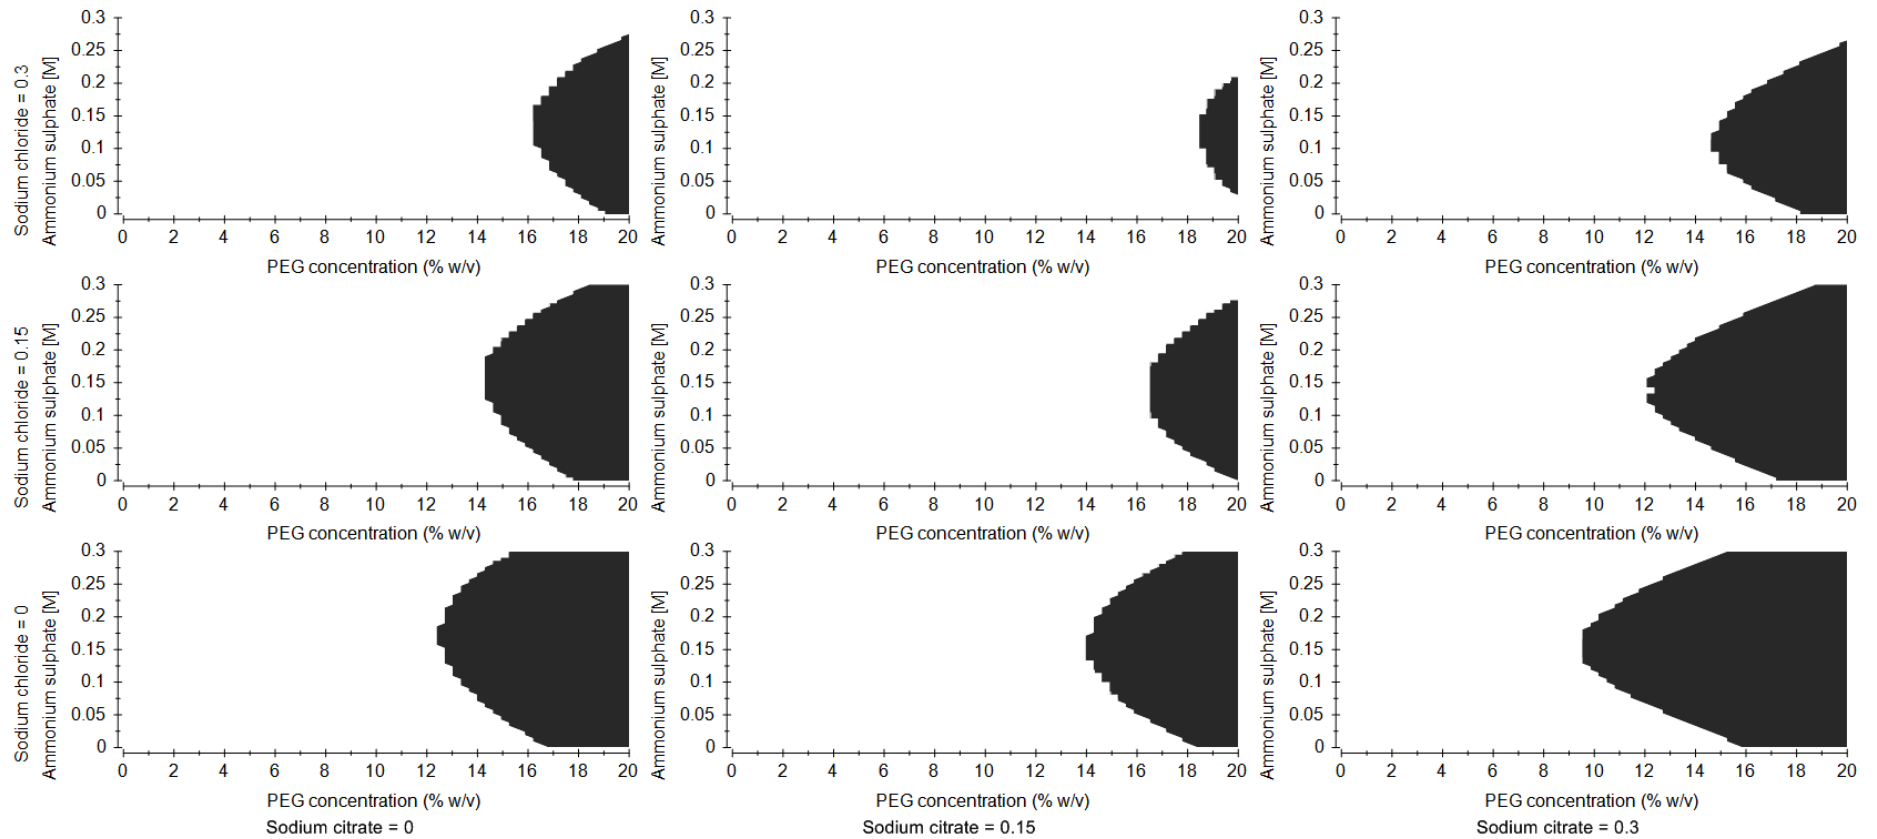 Sodium chloride = 0.3
Ammonium sulphate [M]
0.3
0.25
0.2
0.15
0.1
0.05
0
0 2 4 6 8 10 12 14 16 18 20
PEG concentration (% w/v)
Ammonium sulphate [M]
0.3
0.25
0.2
0.15
0.1
0.05
0
0 2 4 6 8 10 12 14 16 18 20
PEG concentration (% w/v)
Ammonium sulphate [M]
0.3
0.25
0.2
0.15
0.1
0.05
0
0 2 4 6 8 10 12 14 16 18 20
PEG concentration (% w/v)
Sodium chloride = 0.15
Ammonium sulphate [M]
0.3
0.25
0.2
0.15
0.1
0.05
0
0 2 4 6 8 10 12 14 16 18 20
PEG concentration (% w/v)
Ammonium sulphate [M]
0.3
0.25
0.2
0.15
0.1
0.05
0
0 2 4 6 8 10 12 14 16 18 20
PEG concentration (% w/v)
Ammonium sulphate [M]
0.3
0.25
0.2
0.15
0.1
0.05
0
0 2 4 6 8 10 12 14 16 18 20
PEG concentration (% w/v)
Sodium chloride = 0
Ammonium sulphate [M]
0.3
0.25
0.2
0.15
0.1
0.05
0
0 2 4 6 8 10 12 14 16 18 20
PEG concentration (% w/v)
Sodium citrate = 0
Ammonium sulphate [M]
0.3
0.25
0.2
0.15
0.1
0.05
0
0 2 4 6 8 10 12 14 16 18 20
PEG concentration (% w/v)
Sodium citrate = 0.15
Ammonium sulphate [M]
0.3
0.25
0.2
0.15
0.1
0.05
0
0 2 4 6 8 10 12 14 16 18 20
PEG concentration (% w/v)
Sodium citrate = 0.3